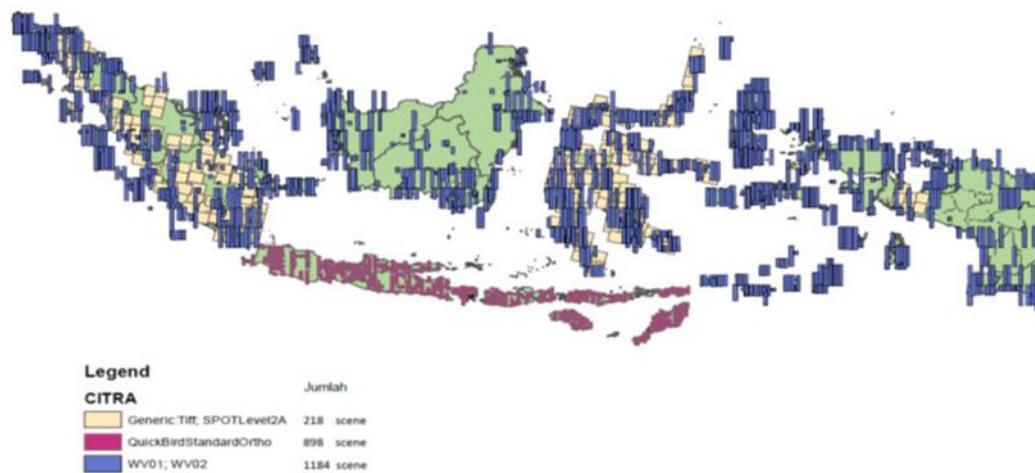 Legend
Jumlah
CITRA
Generic:Tiff; SPOTLevel2A 218 scene
QuickBirdStandardOrtho 898 scene
WV01; WV02 1184 scene